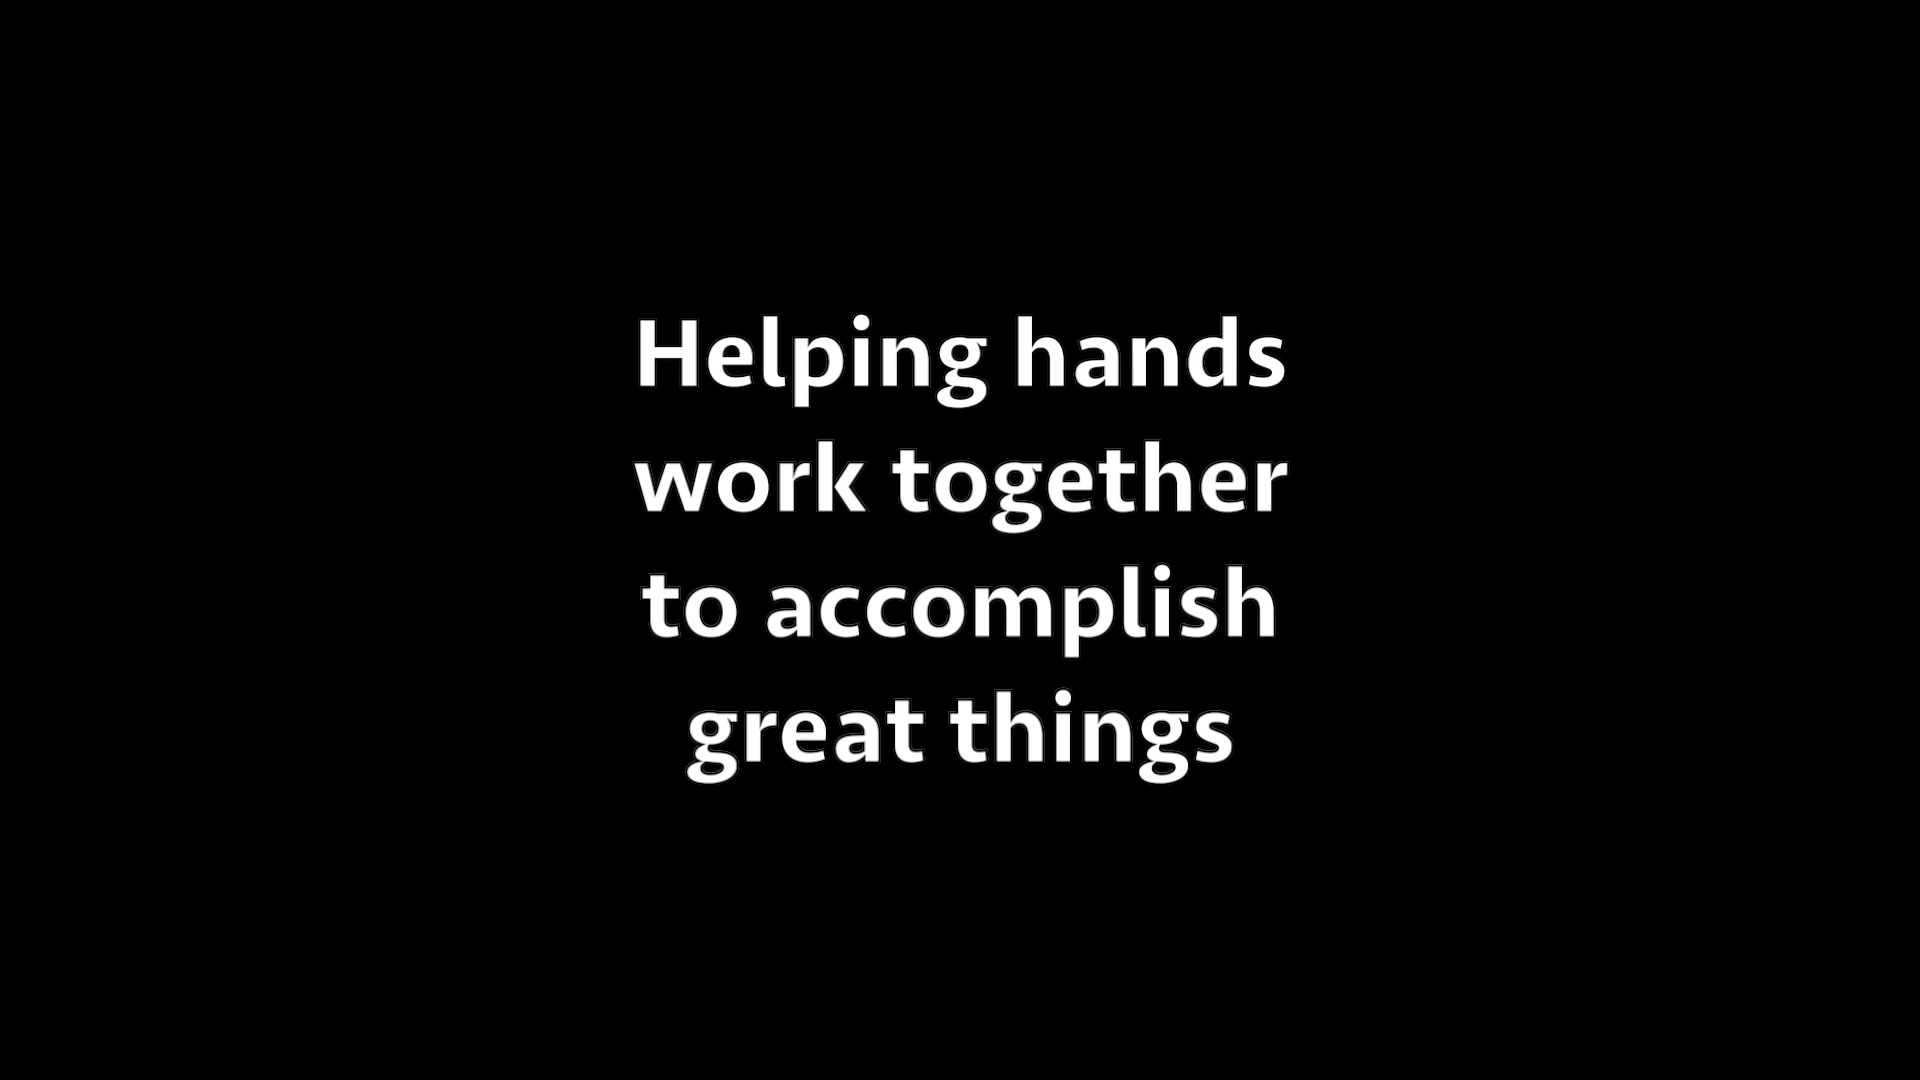 Helping hands
work together
to accomplish
great things